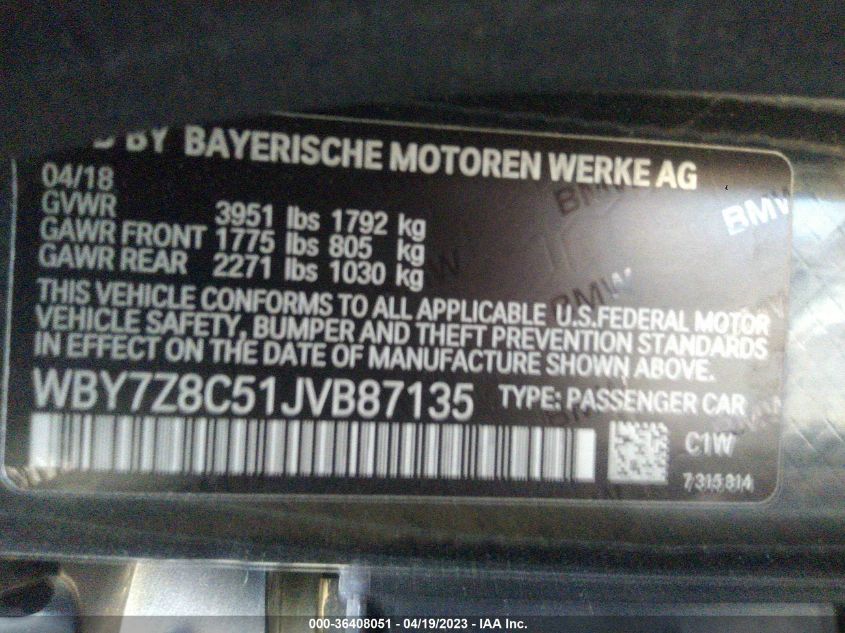 BY BAYERISCHE MOTOREN WERKE AG
04/18
GVWR 3951 lbs 1792 kg
GAWR FRONT 1775 lbs 805 kg
GAWR REAR 2271 lbs 1030 kg
THIS VEHICLE CONFORMS TO ALL APPLICABLE U.S.FEDERAL MOTOR
VEHICLE SAFETY, BUMPER AND THEFT PREVENTION STANDARDS
IN EFFECT ON THE DATE OF MANUFACTURE SHOWN ABOVE.
WBY7Z8C51JVB87135 TYPE: PASSENGER CAR
C1W
7315814
BMW
BMW
BMW
000-36408051 - 04/19/2023 - IAA Inc.